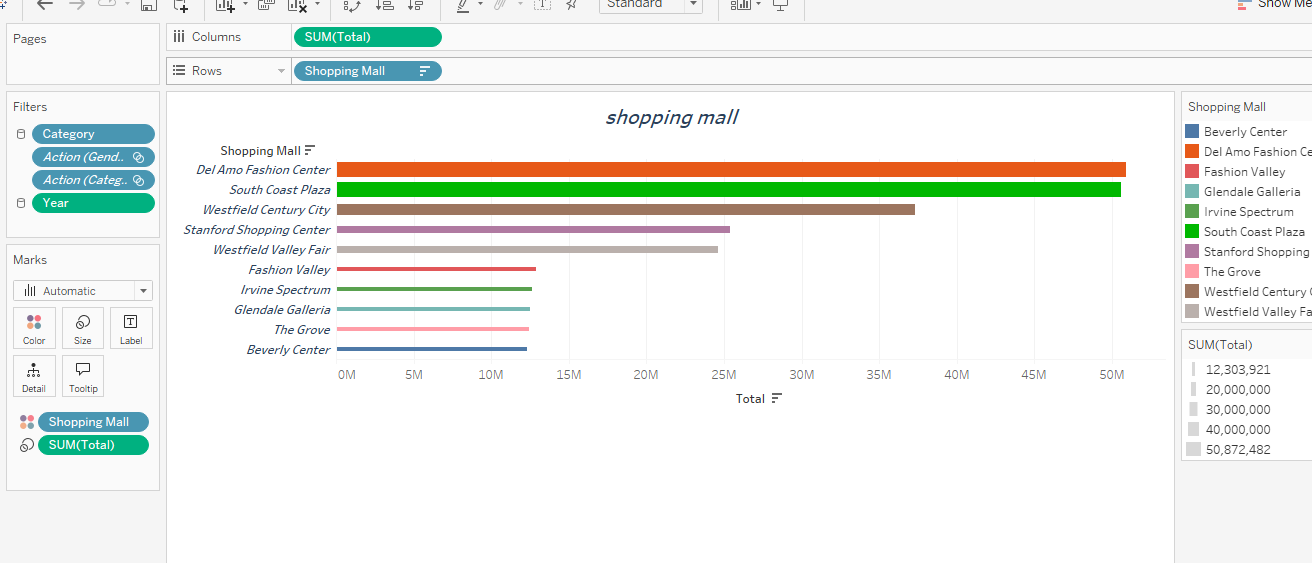 Standard
Show Me
Pages
Columns
SUM(Total)
Rows
Shopping Mall
Filters
Category
Action (Gend..
Action (Categ..
Year
Marks
Automatic
Color
Size
Label
Detail
Tooltip
Shopping Mall
SUM(Total)
shopping mall
Shopping Mall
Del Amo Fashion Center
South Coast Plaza
Westfield Century City
Stanford Shopping Center
Westfield Valley Fair
Fashion Valley
Irvine Spectrum
Glendale Galleria
The Grove
Beverly Center
0M 5M 10M 15M 20M 25M 30M 35M 40M 45M 50M
Total
Shopping Mall
Beverly Center
Del Amo Fashion Ce
Fashion Valley
Glendale Galleria
Irvine Spectrum
South Coast Plaza
Stanford Shopping
The Grove
Westfield Century
Westfield Valley Fa
SUM(Total)
12,303,921
20,000,000
30,000,000
40,000,000
50,872,482